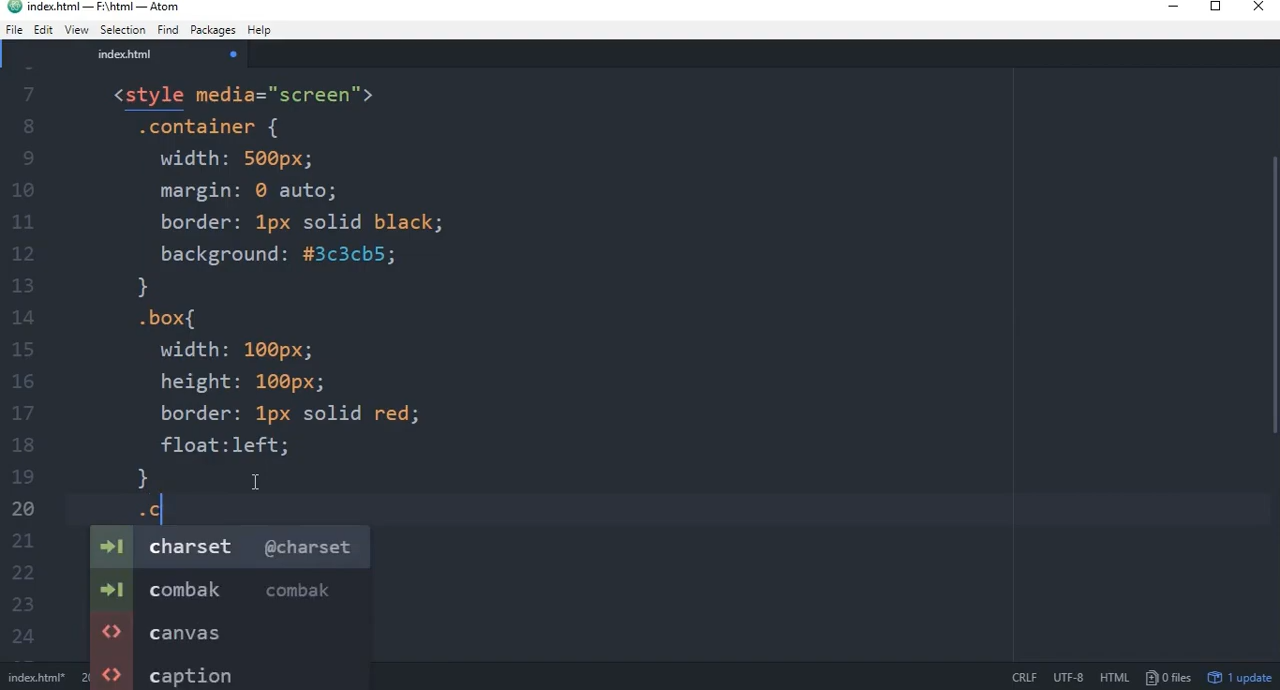 index.html — F:\html — Atom
File Edit View Selection Find Packages Help
index.html
7 <style media="screen">
8 .container {
9 width: 500px;
10 margin: 0 auto;
11 border: 1px solid black;
12 background: #3c3cb5;
13 }
14 .box{
15 width: 100px;
16 height: 100px;
17 border: 1px solid red;
18 float:left;
19 }
20 .c
21 charset @charset
22 combak combak
23 canvas
24 caption
index.html* CRLF UTF-8 HTML 0 files 1 update